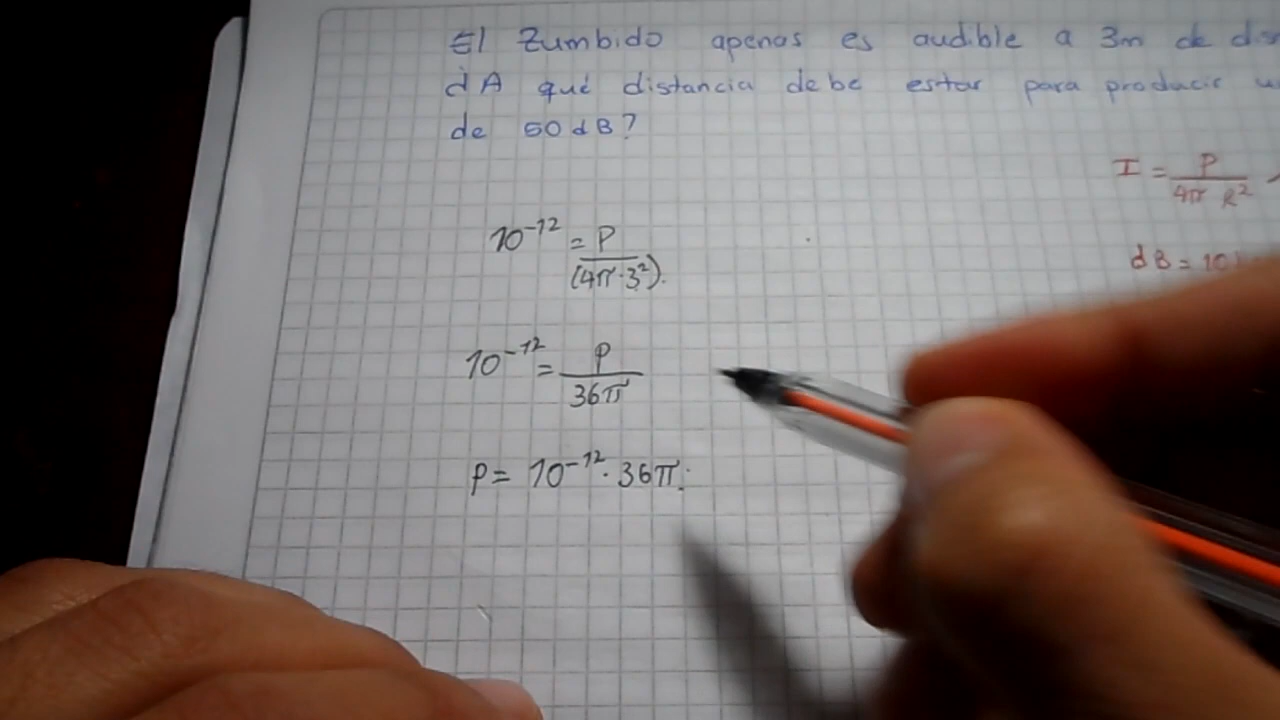 El Zumbido apenas es audible a 3m de
¿A qué distancia debe estar para producir
de 50 dB?
I = P / 4π R²
dB = 10
10⁻¹² = P / (4π·3²).
10⁻¹² = P / 36π
P = 10⁻¹² · 36π.